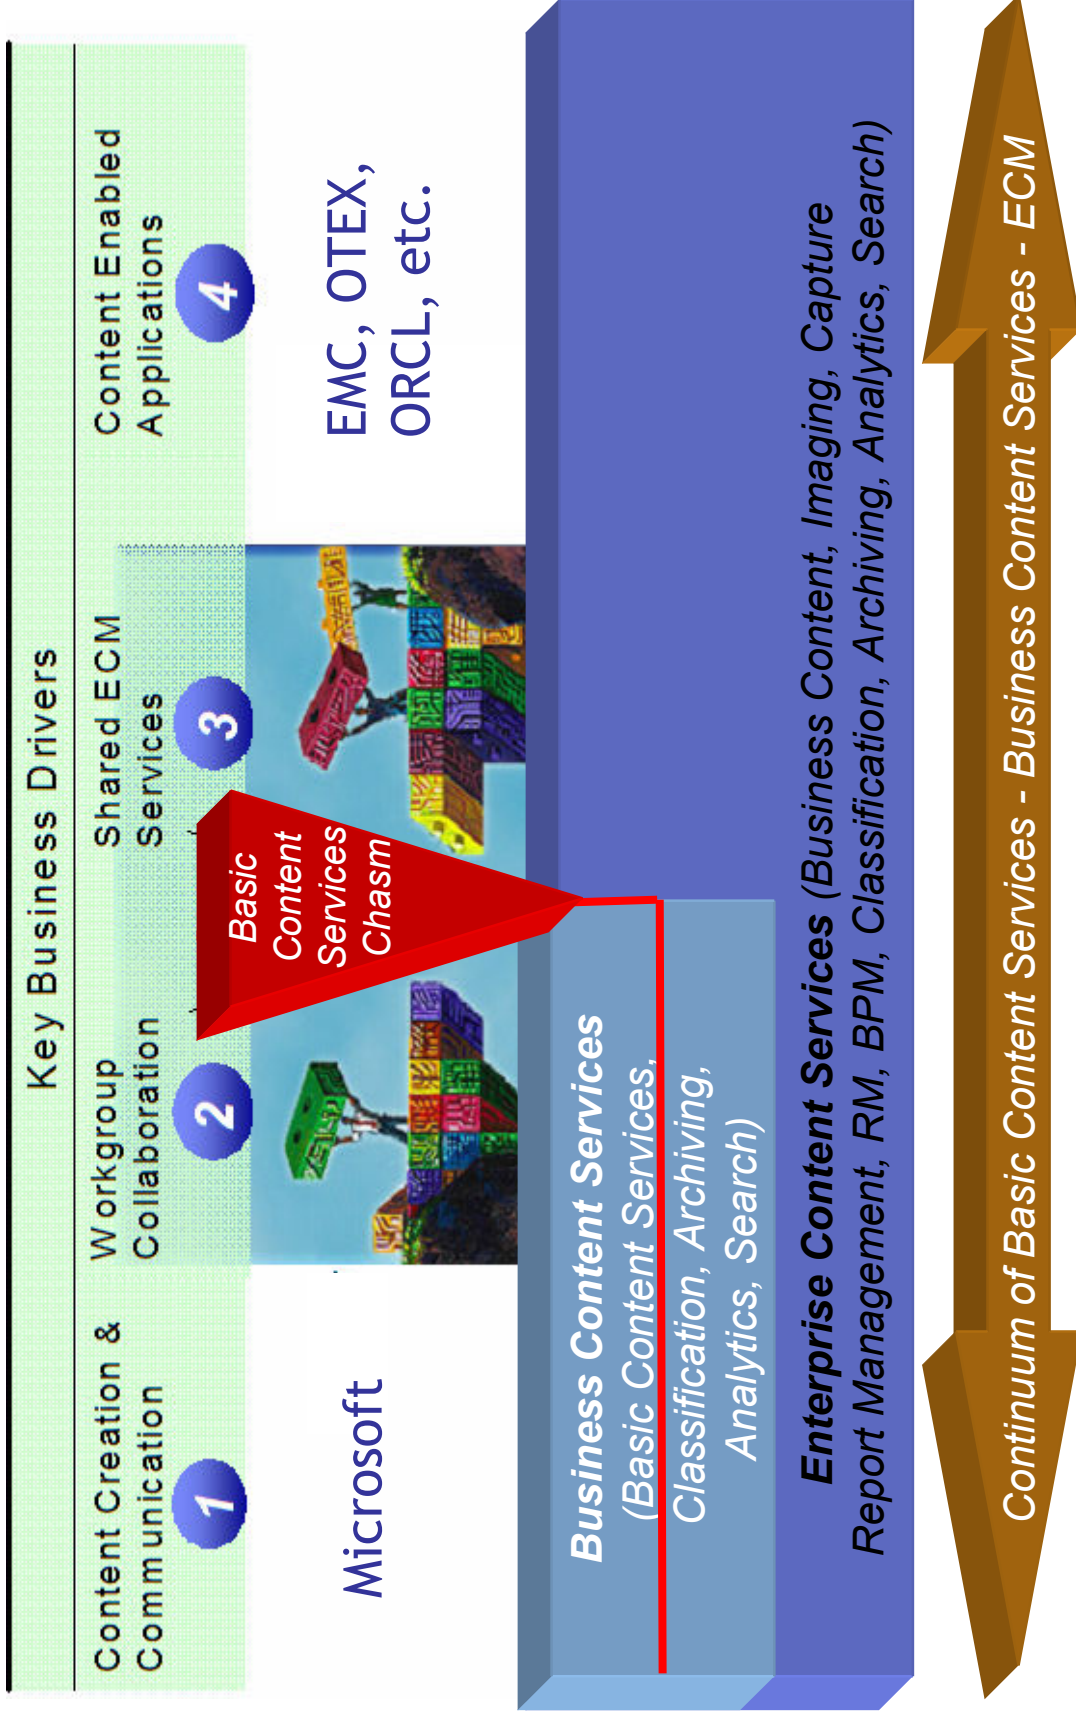 Key Business Drivers
Content Creation &
Communication
1
Workgroup
Collaboration
2
Shared ECM
Services
3
Content Enabled
Applications
4
Microsoft
Basic
Content
Services
Chasm
EMC, OTEX,
ORCL, etc.
Business Content Services
(Basic Content Services,
Classification, Archiving,
Analytics, Search)
Enterprise Content Services (Business Content, Imaging, Capture
Report Management, RM, BPM, Classification, Archiving, Analytics, Search)
Continuum of Basic Content Services - Business Content Services - ECM